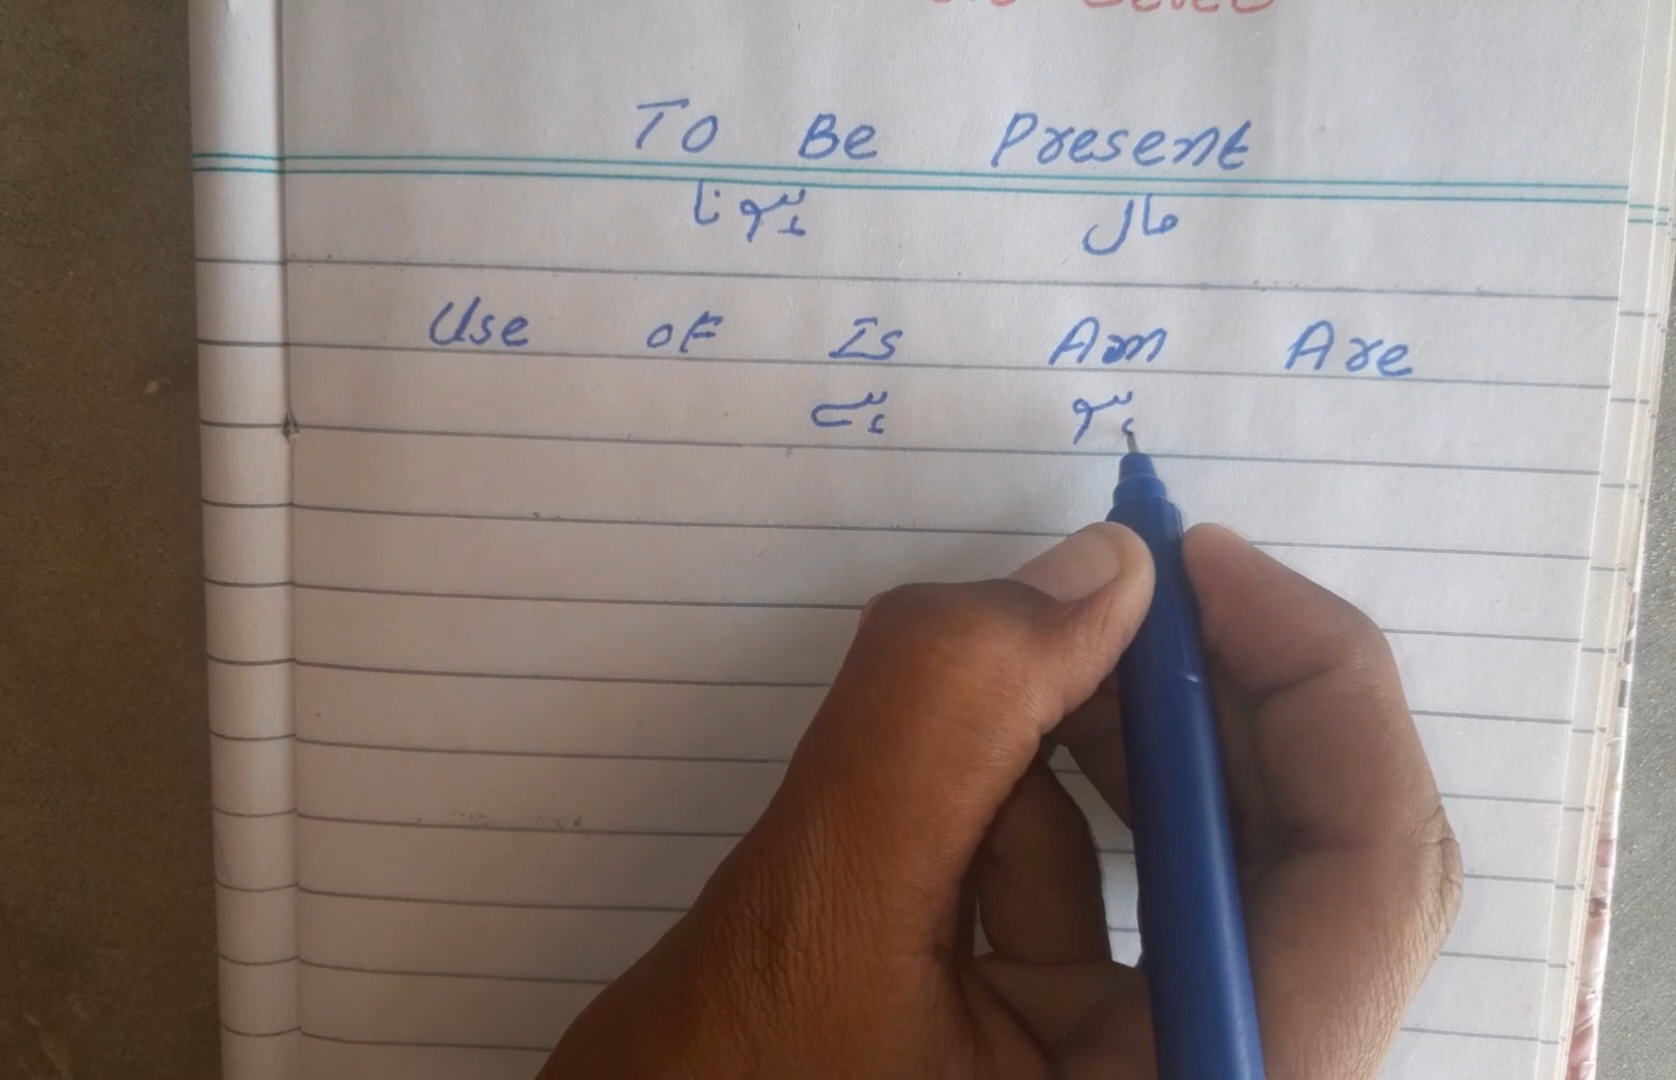 To Be Present
ہونا حال
Use of Is Am Are
ہے ہو